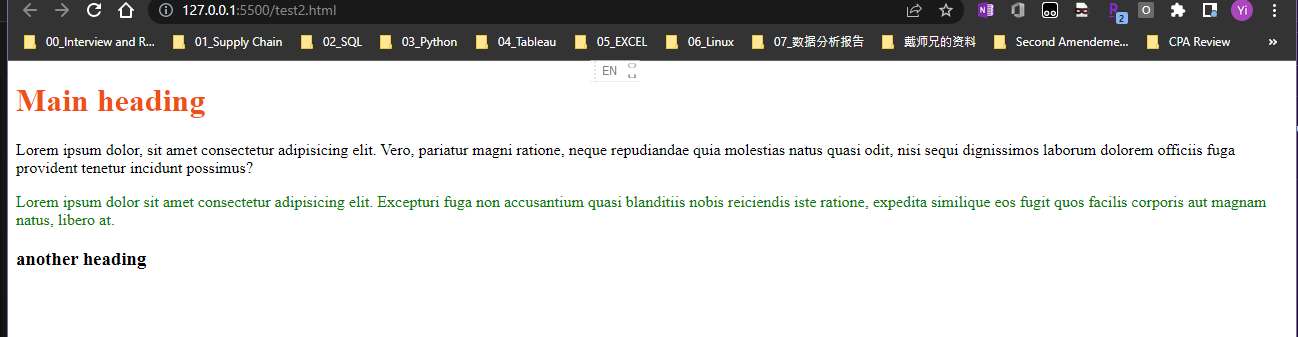 127.0.0.1:5500/test2.html
2
Yi
00_Interview and R...
01_Supply Chain
02_SQL
03_Python
04_Tableau
05_EXCEL
06_Linux
07_数据分析报告
戴师兄的资料
Second Amendeme...
CPA Review
»
EN
Main heading
Lorem ipsum dolor, sit amet consectetur adipisicing elit. Vero, pariatur magni ratione, neque repudiandae quia molestias natus quasi odit, nisi sequi dignissimos laborum dolorem officiis fuga
provident tenetur incidunt possimus?
Lorem ipsum dolor sit amet consectetur adipisicing elit. Excepturi fuga non accusantium quasi blanditiis nobis reiciendis iste ratione, expedita similique eos fugit quos facilis corporis aut magnam
natus, libero at.
another heading